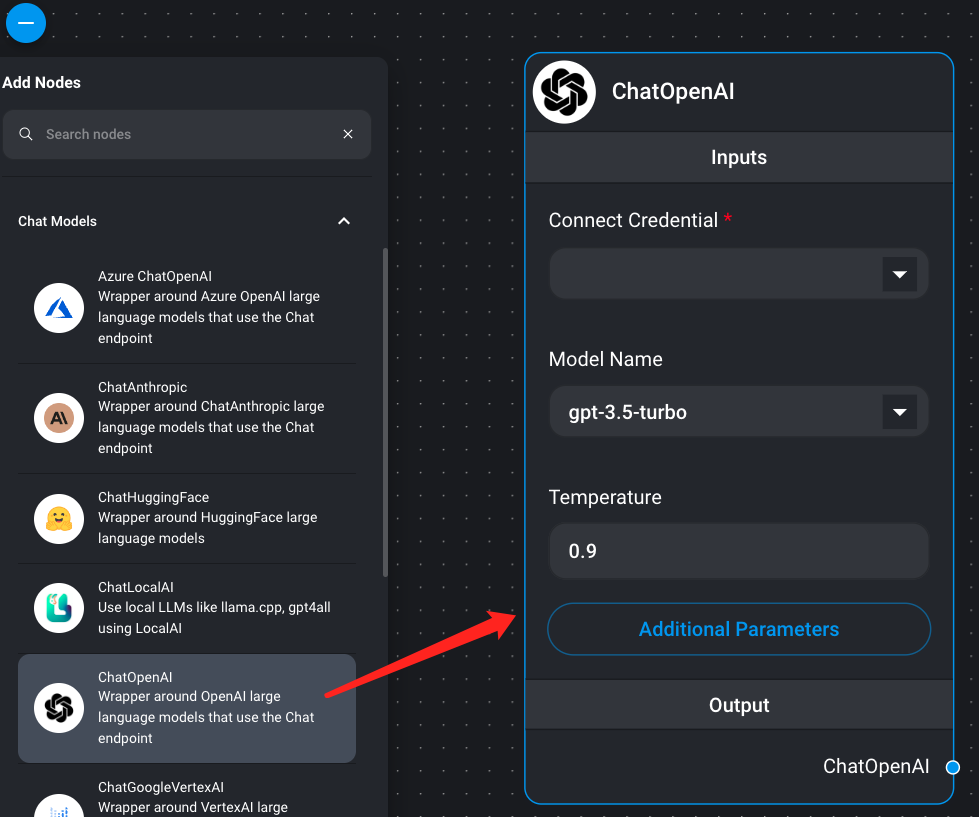 Add Nodes
Search nodes
Chat Models
Azure ChatOpenAI
Wrapper around Azure OpenAI large
language models that use the Chat
endpoint
ChatAnthropic
Wrapper around ChatAnthropic large
language models that use the Chat
endpoint
ChatHuggingFace
Wrapper around HuggingFace large
language models
ChatLocalAI
Use local LLMs like llama.cpp, gpt4all
using LocalAI
ChatOpenAI
Wrapper around OpenAI large
language models that use the Chat
endpoint
ChatGoogleVertexAI
Wrapper around VertexAI large
ChatOpenAI
Inputs
Connect Credential *
Model Name
gpt-3.5-turbo
Temperature
0.9
Additional Parameters
Output
ChatOpenAI